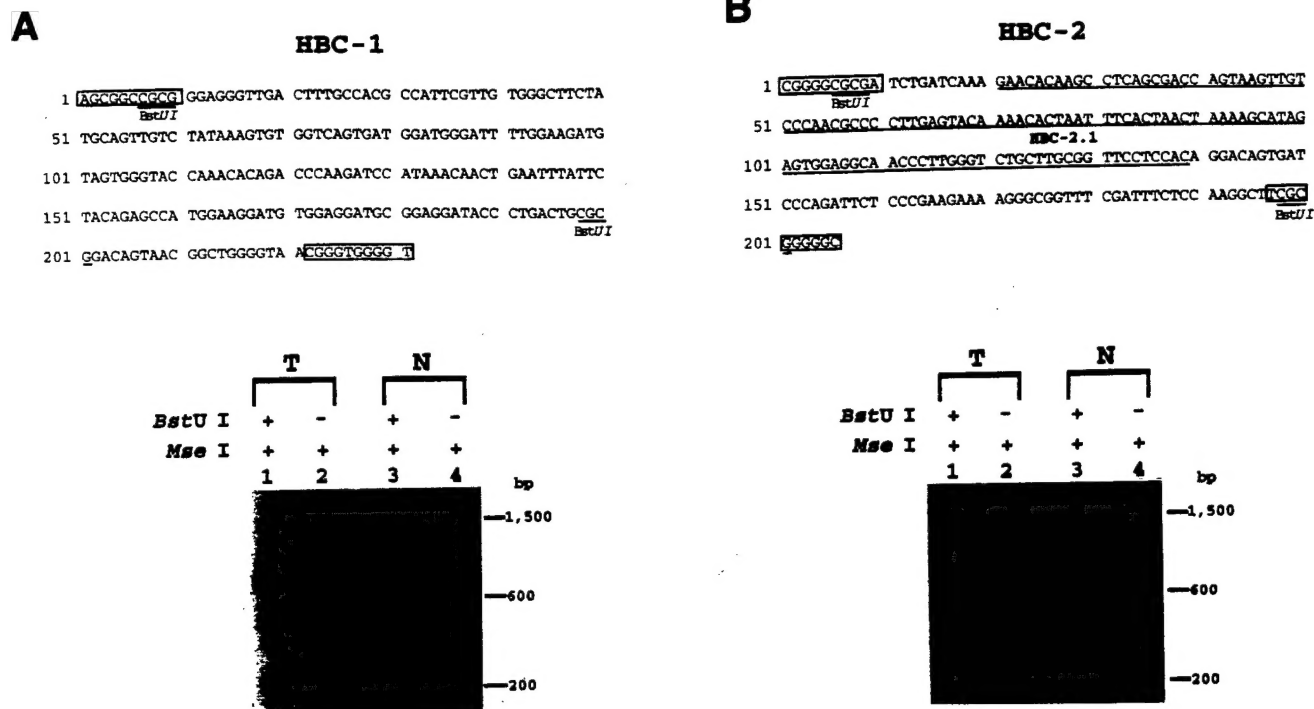 A
HBC-1
1 AGCGGCCGCG GGAGGGTTGA CTTTGCCACG CCATTCGTTG TGGGCTTCTA
BstUI
51 TGCAGTTGTC TATAAAGTGT GGTCAGTGAT GGATGGGATT TTGGAAGATG
101 TAGTGGGTAC CAAACACAGA CCCAAGATCC ATAAACAACT GAATTTATTC
151 TACAGAGCCA TGGAAGGATG TGGAGGATGC GGAGGATACC CTGACTGCGC
BstUI
201 GGACAGTAAC GGCTGGGGTA ACGGGTGGGG T
T N
BstU I + - + -
Mse I + + + +
1 2 3 4
bp
1,500
600
200
B
HBC-2
1 CGGGGCGCGA TCTGATCAAA GAACACAAGC CTCAGCGACC AGTAAGTTGT
BstUI
51 CCCAACGCCC CTTGAGTACA AAACACTAAT TTCACTAACT AAAAGCATAG
HBC-2.1
101 AGTGGAGGCA ACCCTTGGGT CTGCTTGCGG TTCCTCCACA GGACAGTGAT
151 CCCAGATTCT CCCGAAGAAA AGGGCGGTTT CGATTTCTCC AAGGCTTCGC
BstUI
201 GGGGGC
T N
BstU I + - + -
Mse I + + + +
1 2 3 4
bp
1,500
600
200